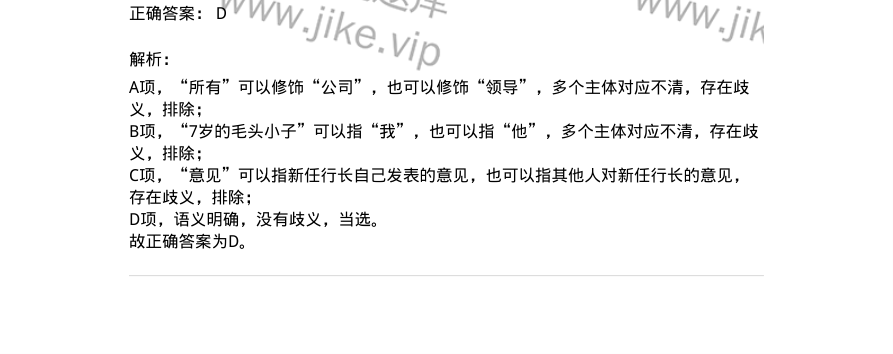 正确答案： D
www.jike.vip
www.jik
解析：
A项，“所有”可以修饰“公司”，也可以修饰“领导”，多个主体对应不清，存在歧
义，排除；
B项，“7岁的毛头小子”可以指“我”，也可以指“他”，多个主体对应不清，存在歧
义，排除；
C项，“意见”可以指新任行长自己发表的意见，也可以指其他人对新任行长的意见，
存在歧义，排除；
D项，语义明确，没有歧义，当选。
故正确答案为D。